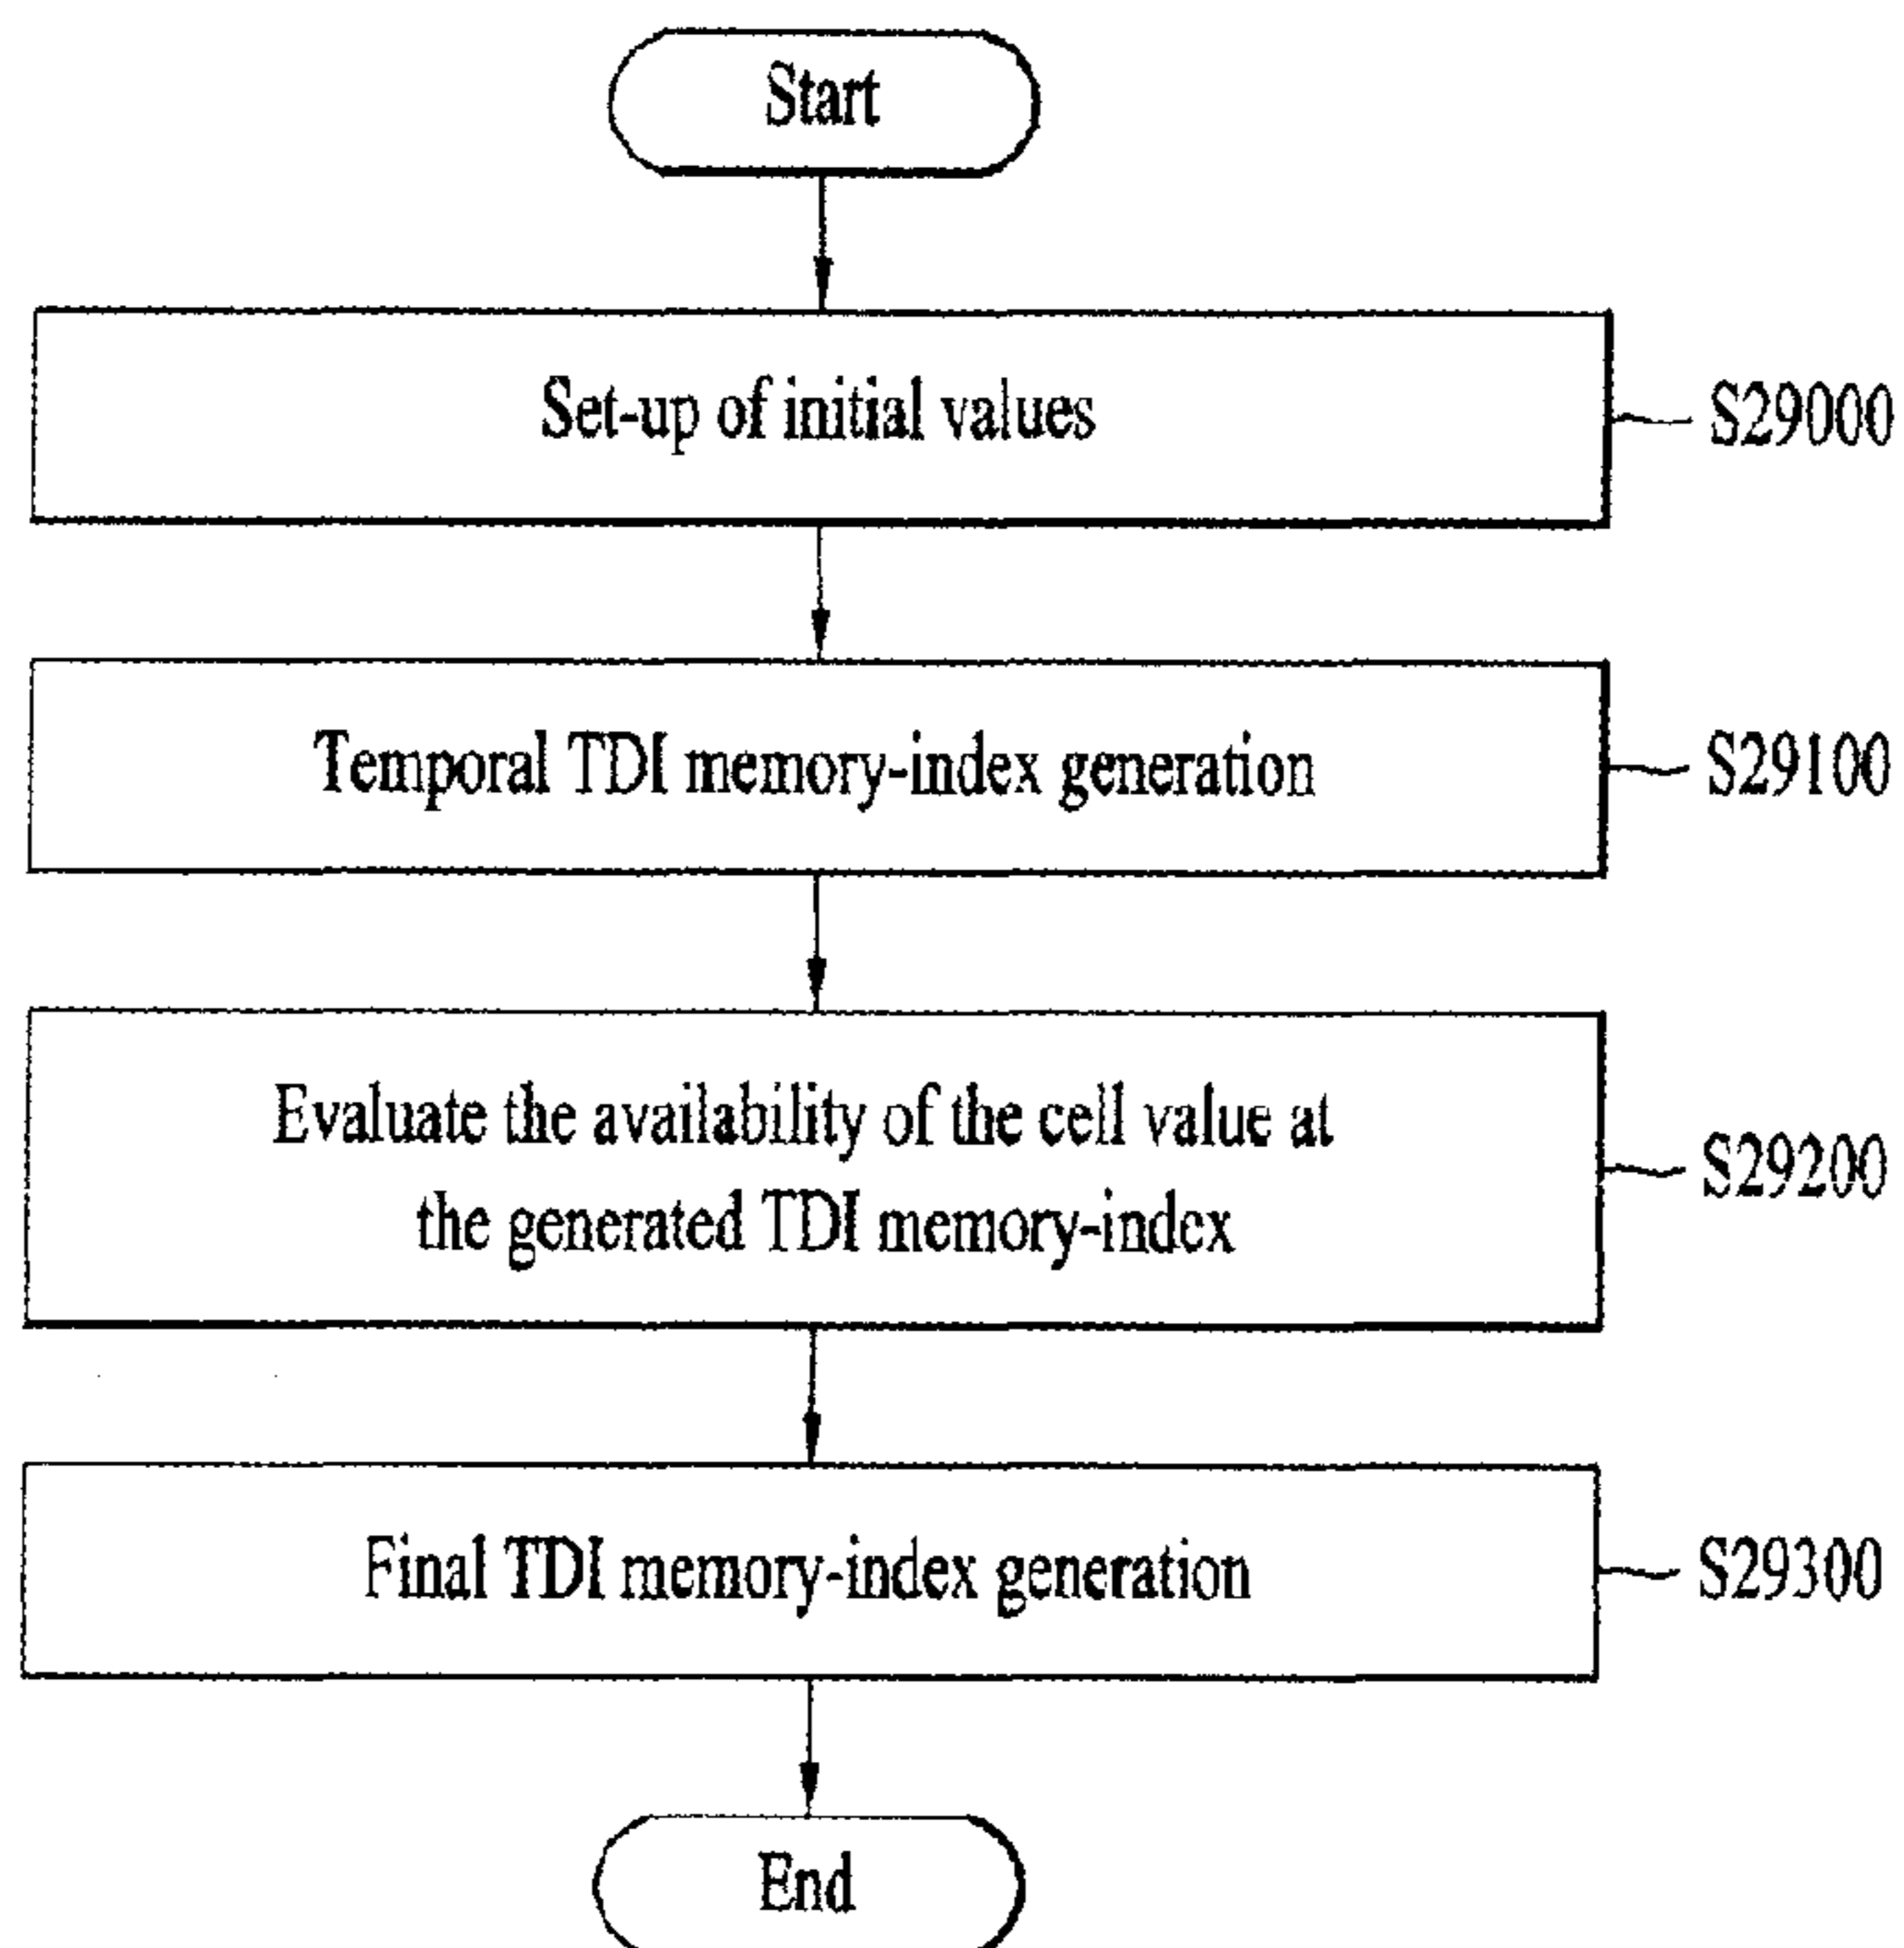 Start
Set-up of initial values
S29000
Temporal TDI memory-index generation
S29100
Evaluate the availability of the cell value at
the generated TDI memory-index
S29200
Final TDI memory-index generation
S29300
End